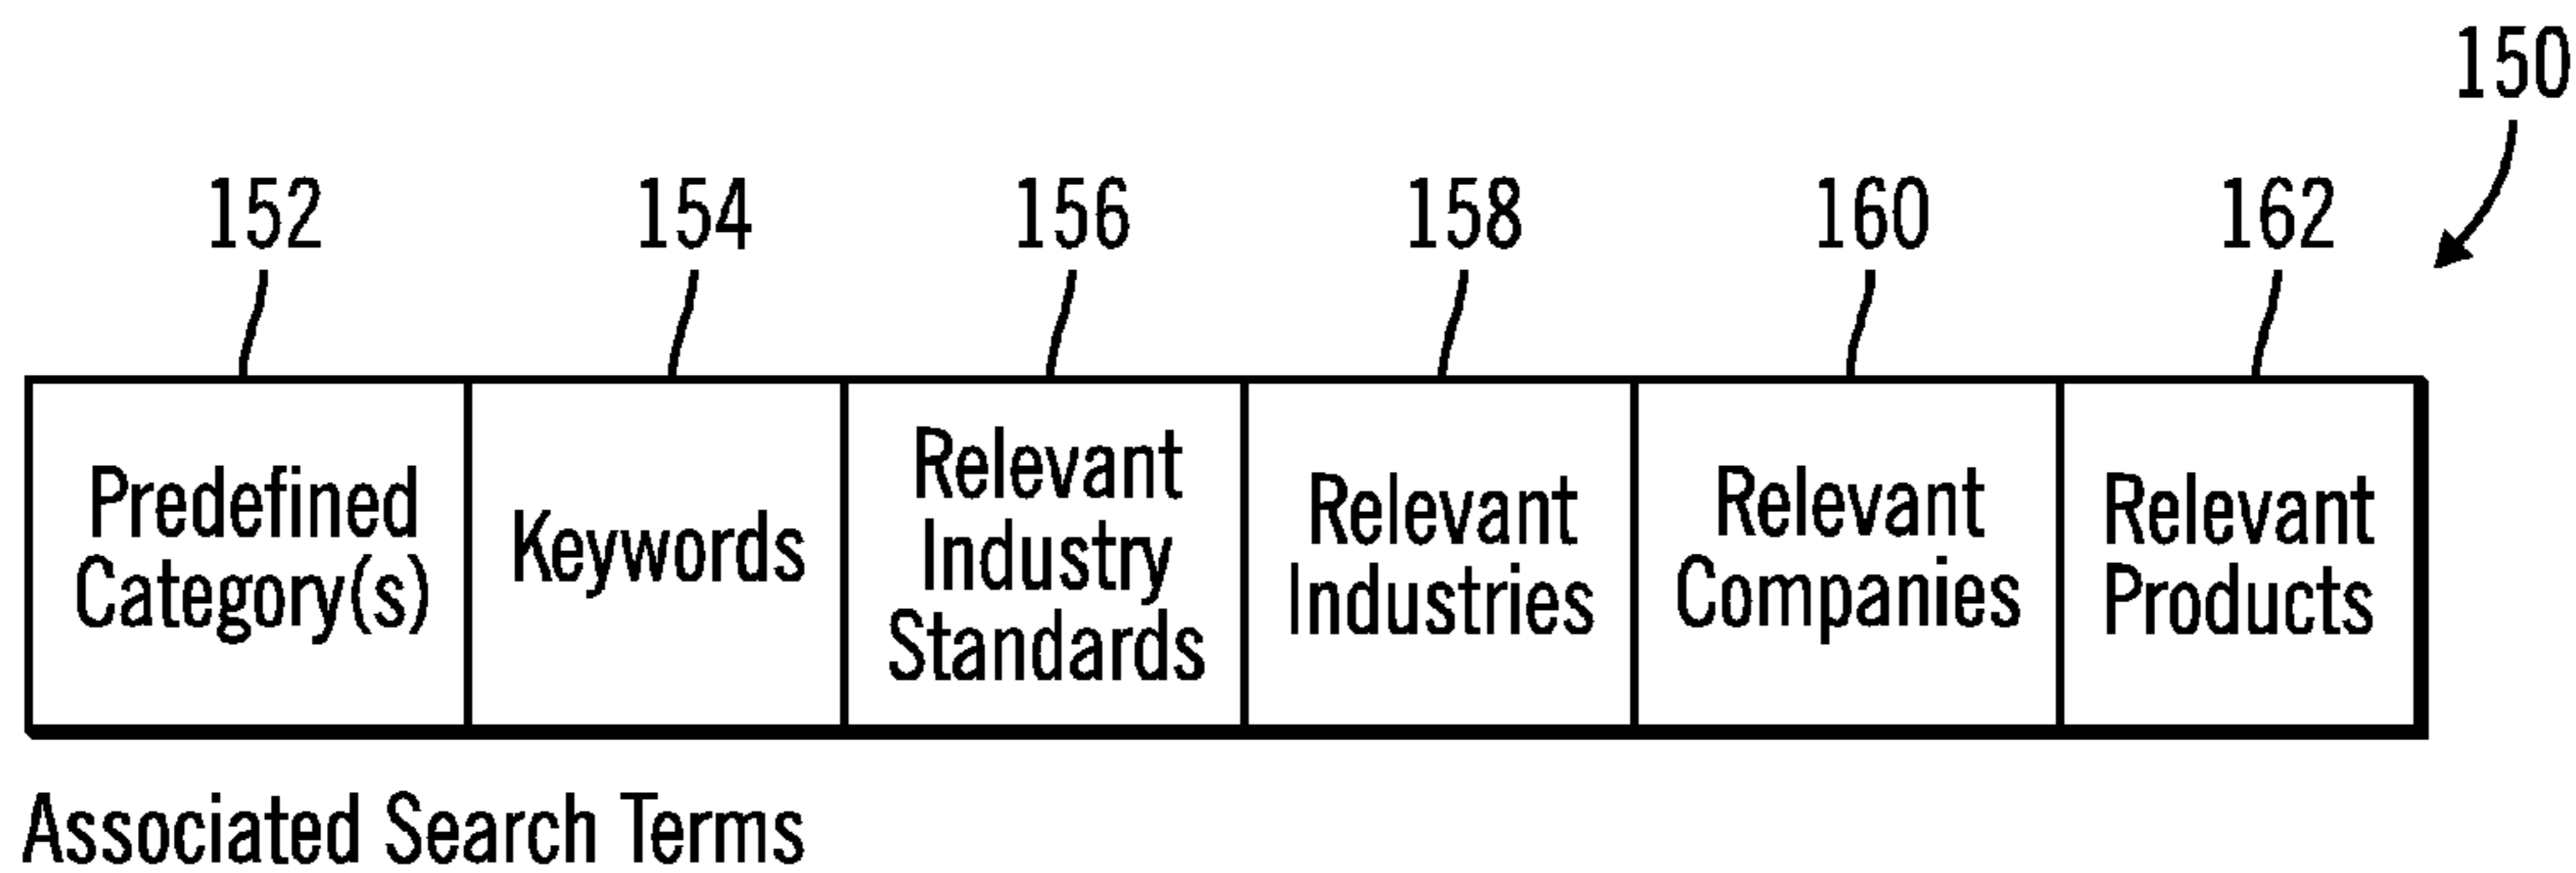 150
152
154
156
158
160
162
Predefined
Category(s)
Keywords
Relevant
Industry
Standards
Relevant
Industries
Relevant
Companies
Relevant
Products
Associated Search Terms